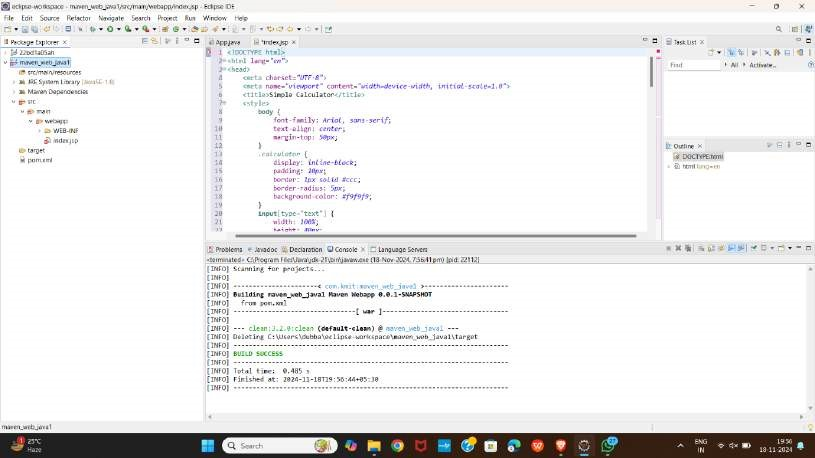 eclipse-workspace - maven_web_java1/src/main/webapp/index.jsp - Eclipse IDE
File Edit Source Refactor Navigate Search Project Run Window Help
Package Explorer
maven_web_java1
src/main/resources
JRE System Library [JavaSE-1.8]
Maven Dependencies
src
main
webapp
WEB-INF
index.jsp
target
pom.xml
App.java
*index.jsp
1 <!DOCTYPE html>
2 <html lang="en">
3 <head>
4 <meta charset="UTF-8">
5 <meta name="viewport" content="width=device-width, initial-scale=1.0">
6 <title>Simple Calculator</title>
7 <style>
8 body {
9 font-family: Arial, sans-serif;
10 text-align: center;
11 margin-top: 50px;
12 }
13 .calculator {
14 display: inline-block;
15 padding: 20px;
16 border: 1px solid #ccc;
17 border-radius: 5px;
18 background-color: #f9f9f9;
19 }
20 input[type="text"] {
21 width: 100%;
22 height: 40px;
Task List
Find
All
Activate...
Outline
DOCTYPE:html
html lang=en
Problems Javadoc Declaration Console Language Servers
<terminated> C:\Program Files\Java\jdk-21\bin\javaw.exe (18-Nov-2024, 7:56:41 pm) [pid: 22112]
[INFO] Scanning for projects...
[INFO]
[INFO] ----------------------< com.kmit:maven_web_java1 >----------------------
[INFO] Building maven_web_java1 Maven Webapp 0.0.1-SNAPSHOT
[INFO] from pom.xml
[INFO] --------------------------------[ war ]---------------------------------
[INFO]
[INFO] --- clean:3.2.0:clean (default-clean) @ maven_web_java1 ---
[INFO] Deleting C:\Users\dubba\eclipse-workspace\maven_web_java1\target
[INFO] ------------------------------------------------------------------------
[INFO] BUILD SUCCESS
[INFO] ------------------------------------------------------------------------
[INFO] Total time: 0.485 s
[INFO] Finished at: 2024-11-18T19:56:44+05:30
[INFO] ------------------------------------------------------------------------
maven_web_java1
25°C
Haze
Search
ENG
IN
19:56
18-11-2024